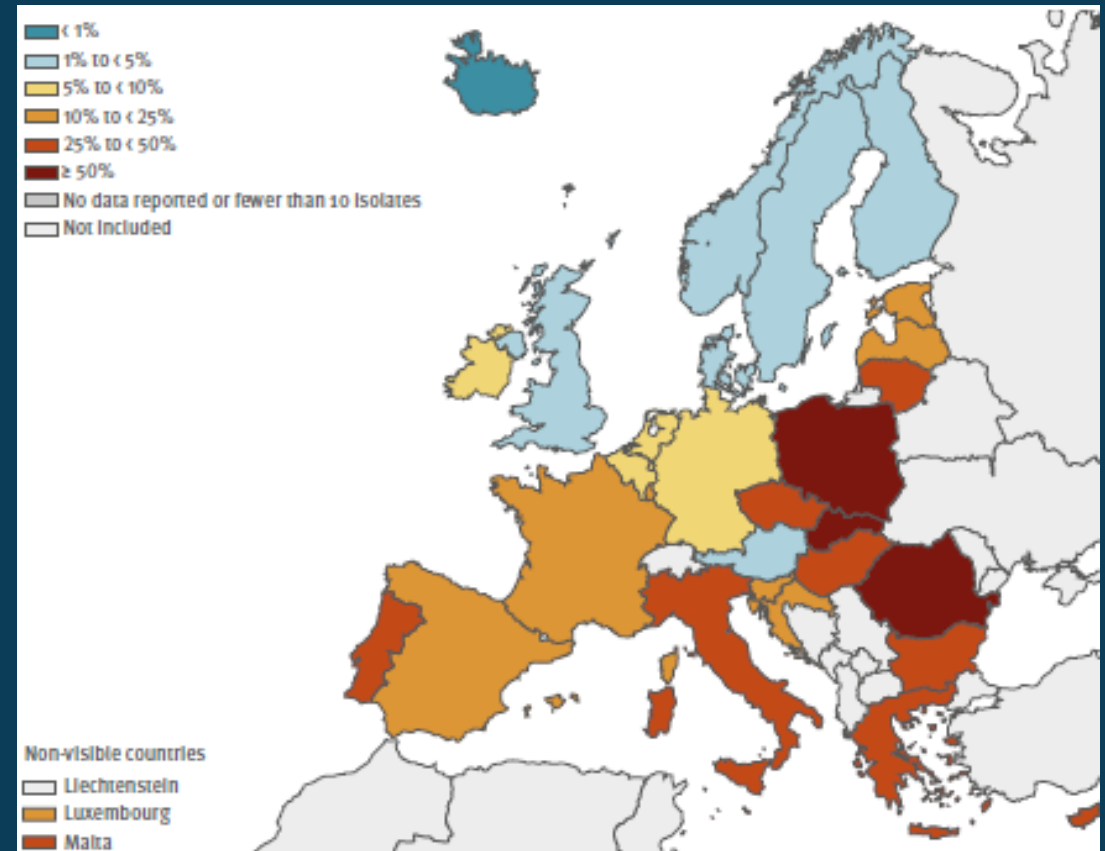 < 1%
1% to < 5%
5% to < 10%
10% to < 25%
25% to < 50%
≥ 50%
No data reported or fewer than 10 isolates
Not included
Non-visible countries
Liechtenstein
Luxembourg
Malta